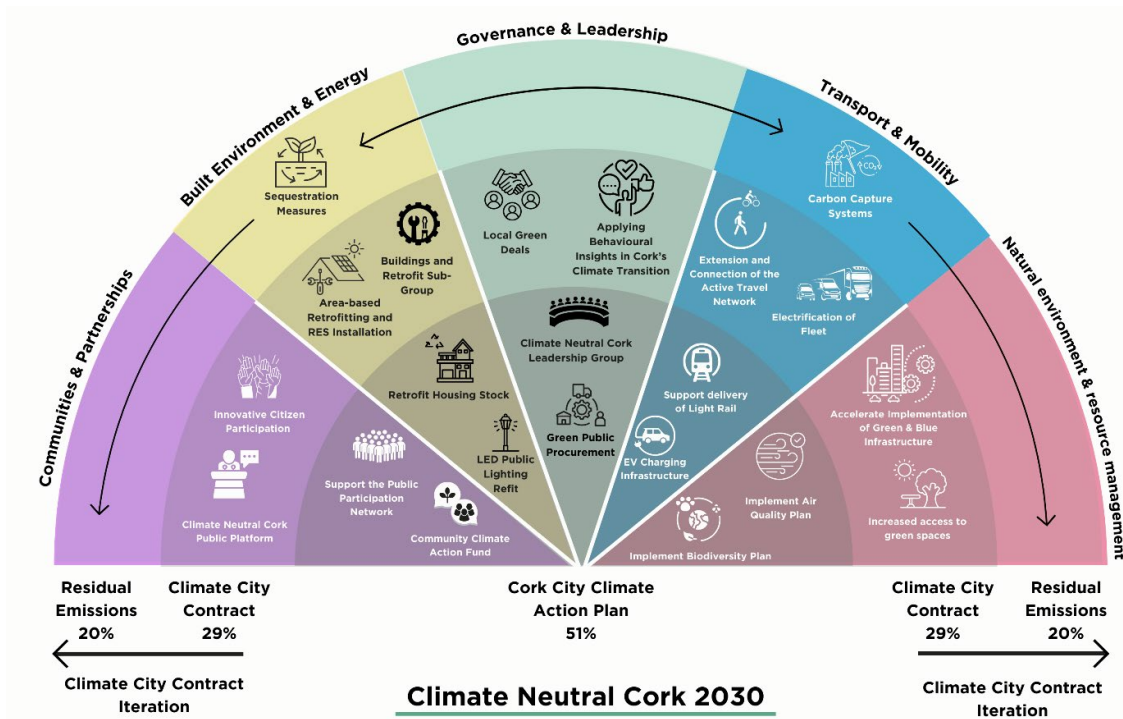 Governance & Leadership
Built Environment & Energy
Transport & Mobility
Communities & Partnerships
Natural environment & resource management
Sequestration
Measures
Carbon Capture
Systems
CO₂
Local Green
Deals
Applying
Behavioural
Insights in Cork's
Climate Transition
Buildings and
Retrofit Sub-
Group
Area-based
Retrofitting and
RES Installation
Extension and
Connection of the
Active Travel
Network
Electrification of
Fleet
Climate Neutral Cork
Leadership Group
Retrofit Housing Stock
Support delivery
of Light Rail
Innovative Citizen
Participation
Accelerate Implementation
of Green & Blue
Infrastructure
Green Public
Procurement
LED Public
Lighting
Refit
EV Charging
Infrastructure
Support the Public
Participation
Network
Implement Air
Quality Plan
Climate Neutral Cork
Public Platform
Increased access to
green spaces
Community Climate
Action Fund
Implement Biodiversity Plan
Residual
Emissions
20%
Climate City
Contract
29%
Cork City Climate
Action Plan
51%
Climate City
Contract
29%
Residual
Emissions
20%
Climate City Contract
Iteration
Climate Neutral Cork 2030
Climate City Contract
Iteration